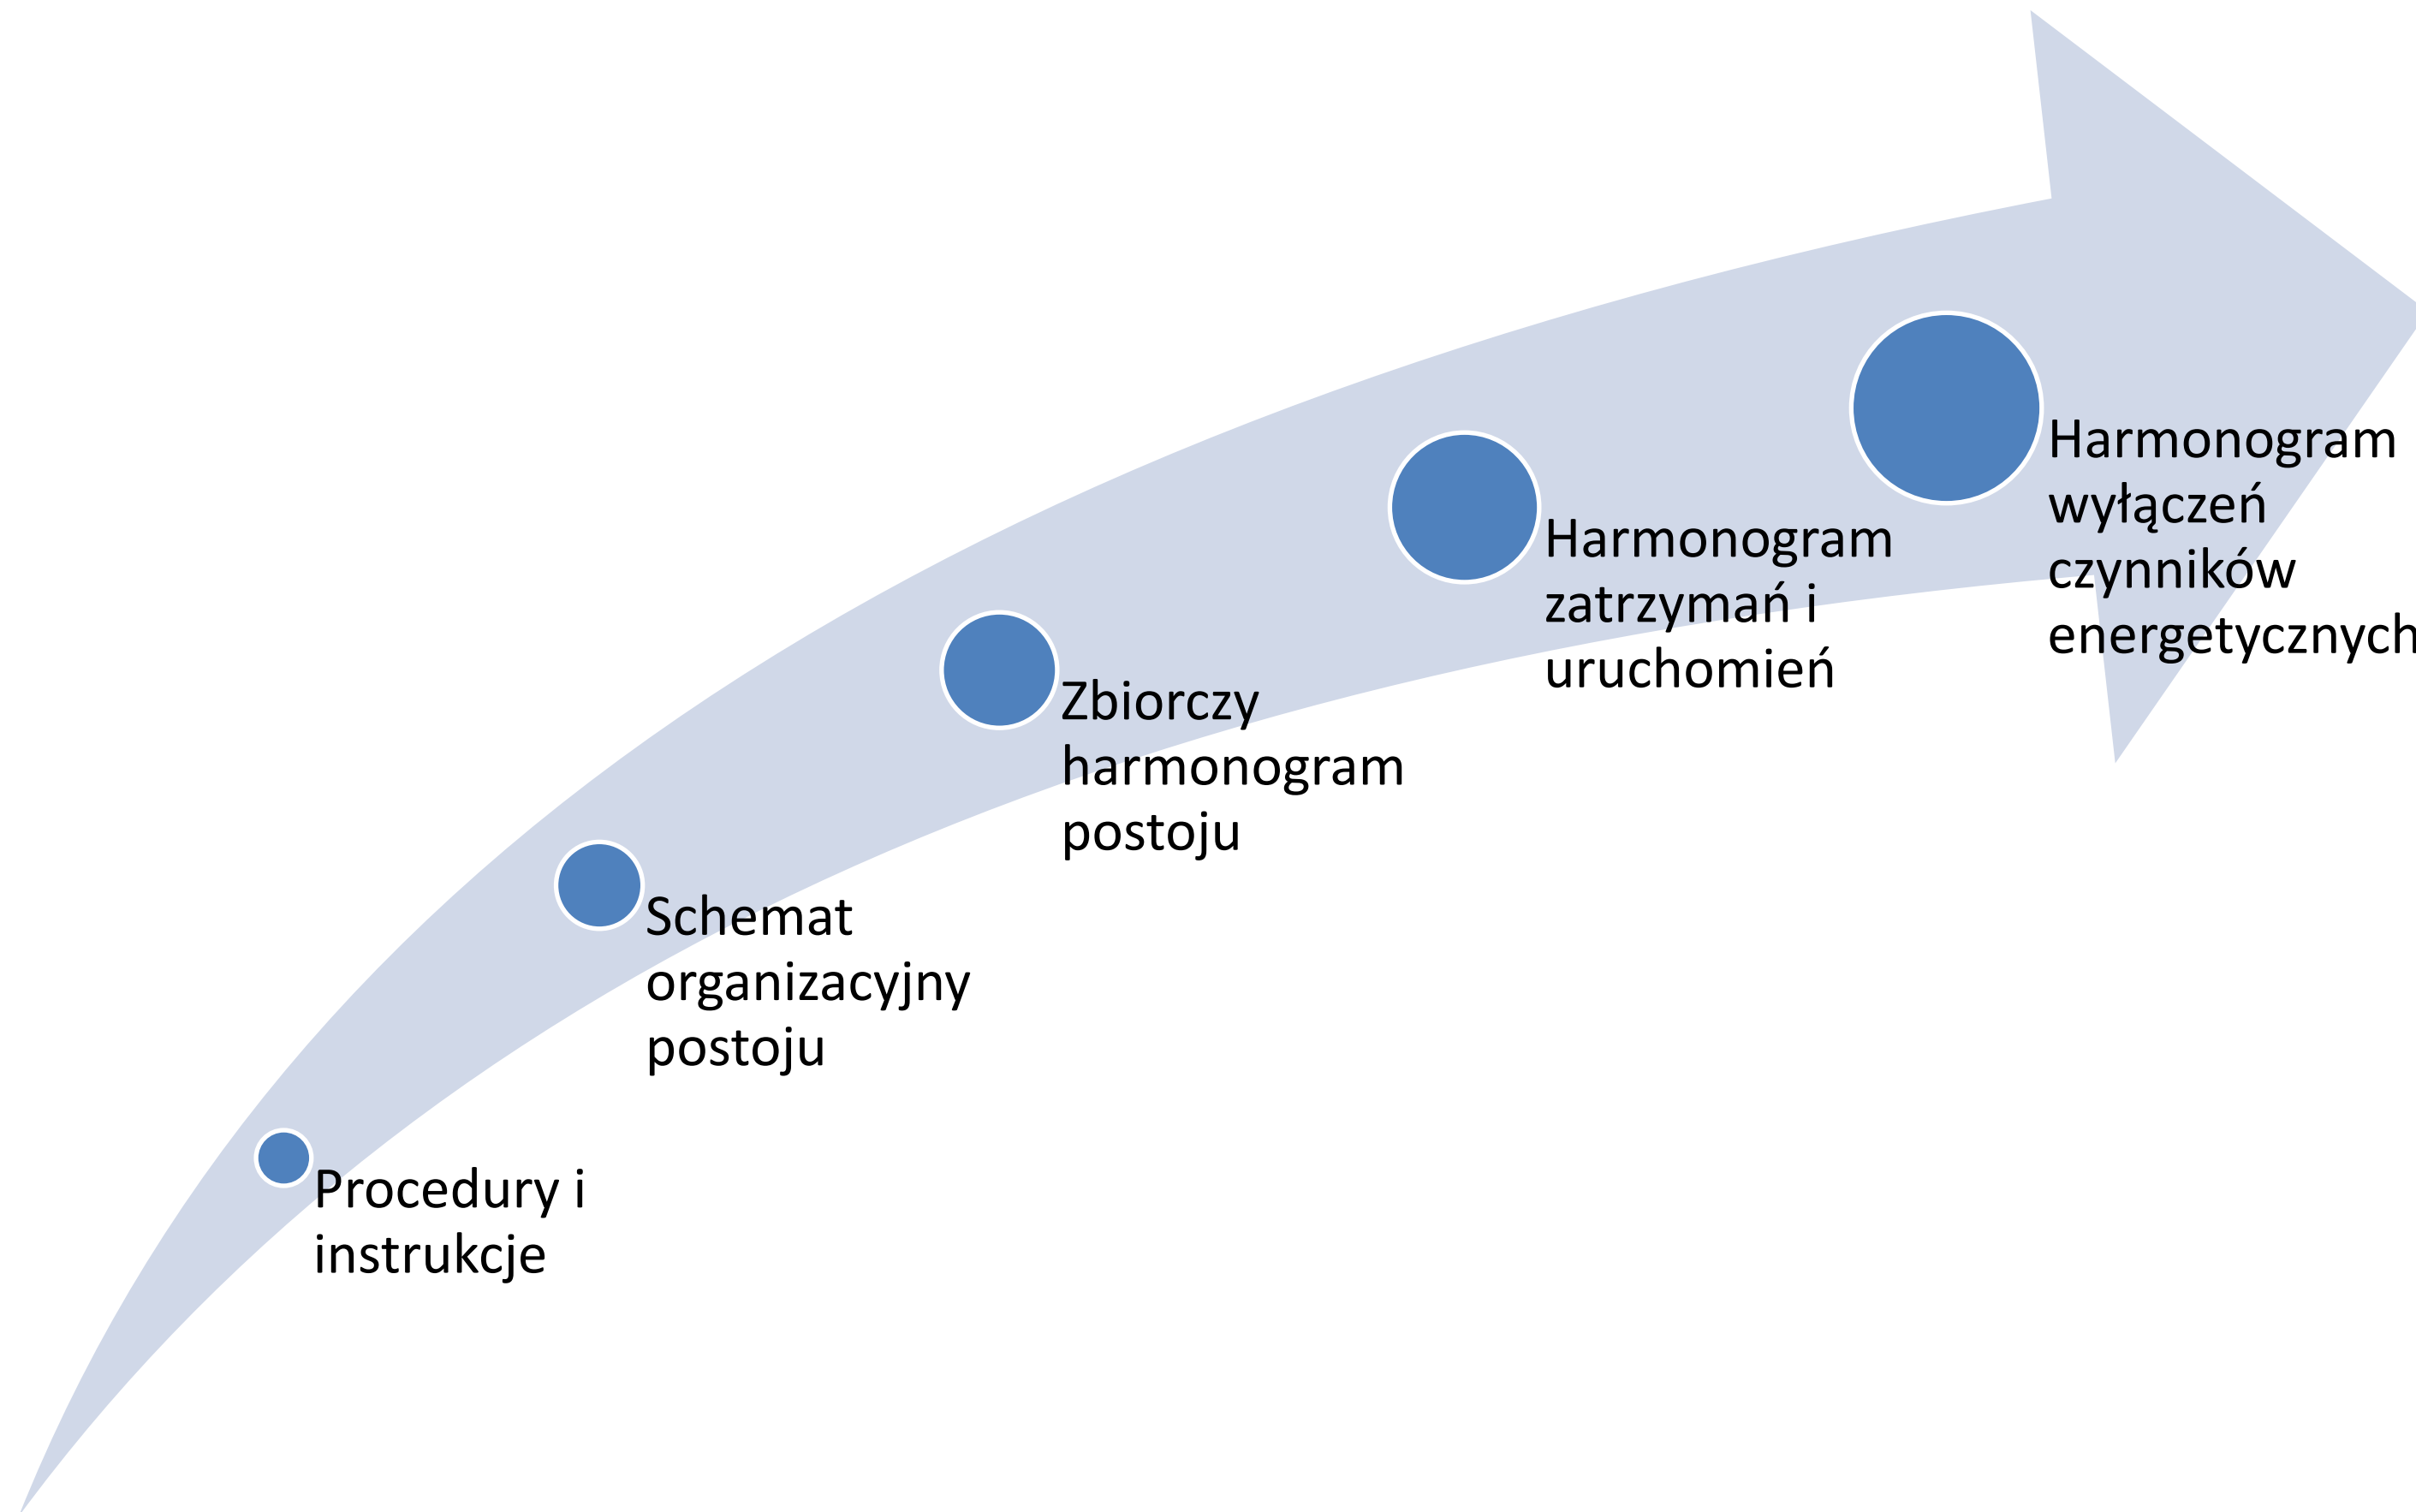 Procedury i
instrukcje
Schemat
organizacyjny
postoju
Zbiorczy
harmonogram
postoju
Harmonogram
zatrzymań i
uruchomień
Harmonogram
wyłączeń
czynników
energetycznych